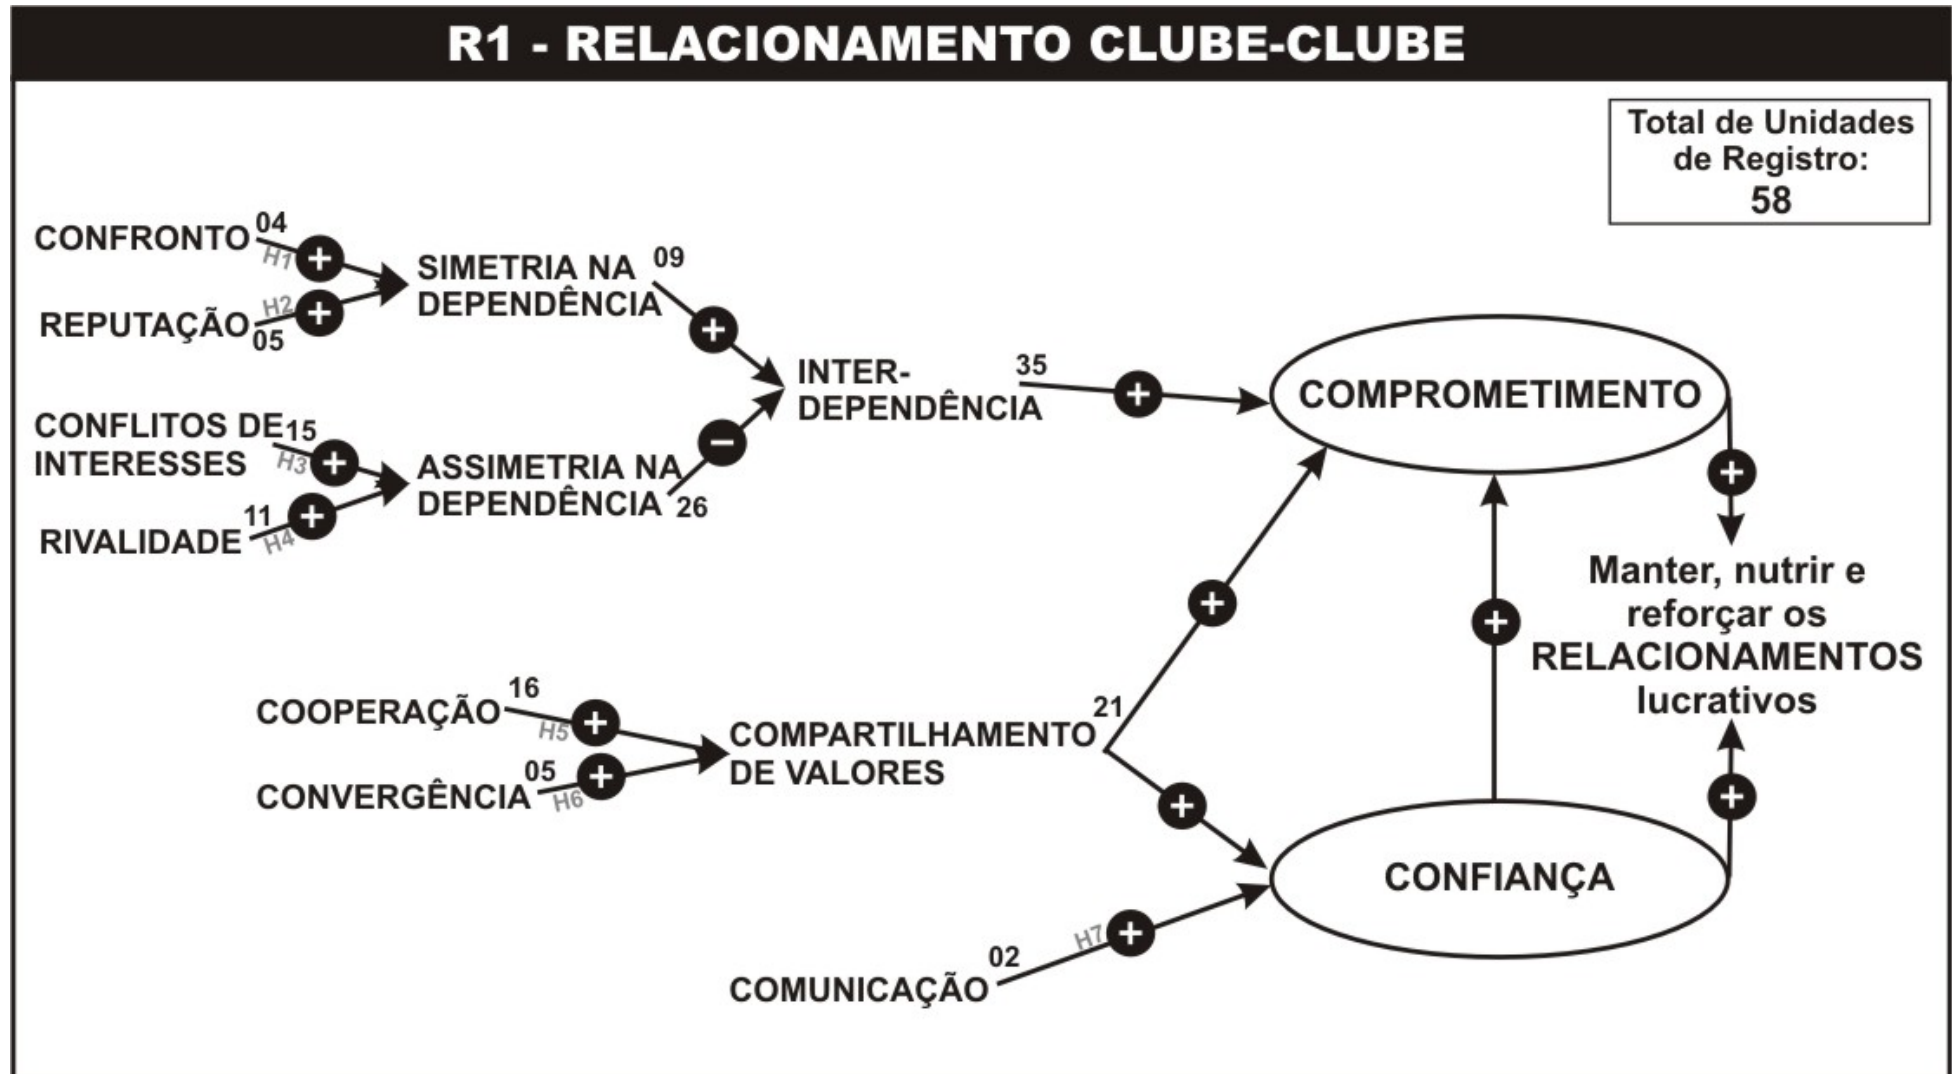 R1 - RELACIONAMENTO CLUBE-CLUBE
Total de Unidades
de Registro:
58
CONFRONTO
04
H1
+
REPUTAÇÃO
05
H2
+
SIMETRIA NA
DEPENDÊNCIA
09
+
CONFLITOS DE
INTERESSES
15
H3
+
RIVALIDADE
11
H4
+
ASSIMETRIA NA
DEPENDÊNCIA
26
−
INTER-
DEPENDÊNCIA
35
+
COMPROMETIMENTO
+
COOPERAÇÃO
16
H5
+
CONVERGÊNCIA
05
H6
+
COMPARTILHAMENTO
DE VALORES
21
+
+
+
Manter, nutrir e
reforçar os
RELACIONAMENTOS
lucrativos
+
CONFIANÇA
COMUNICAÇÃO
02
H7
+